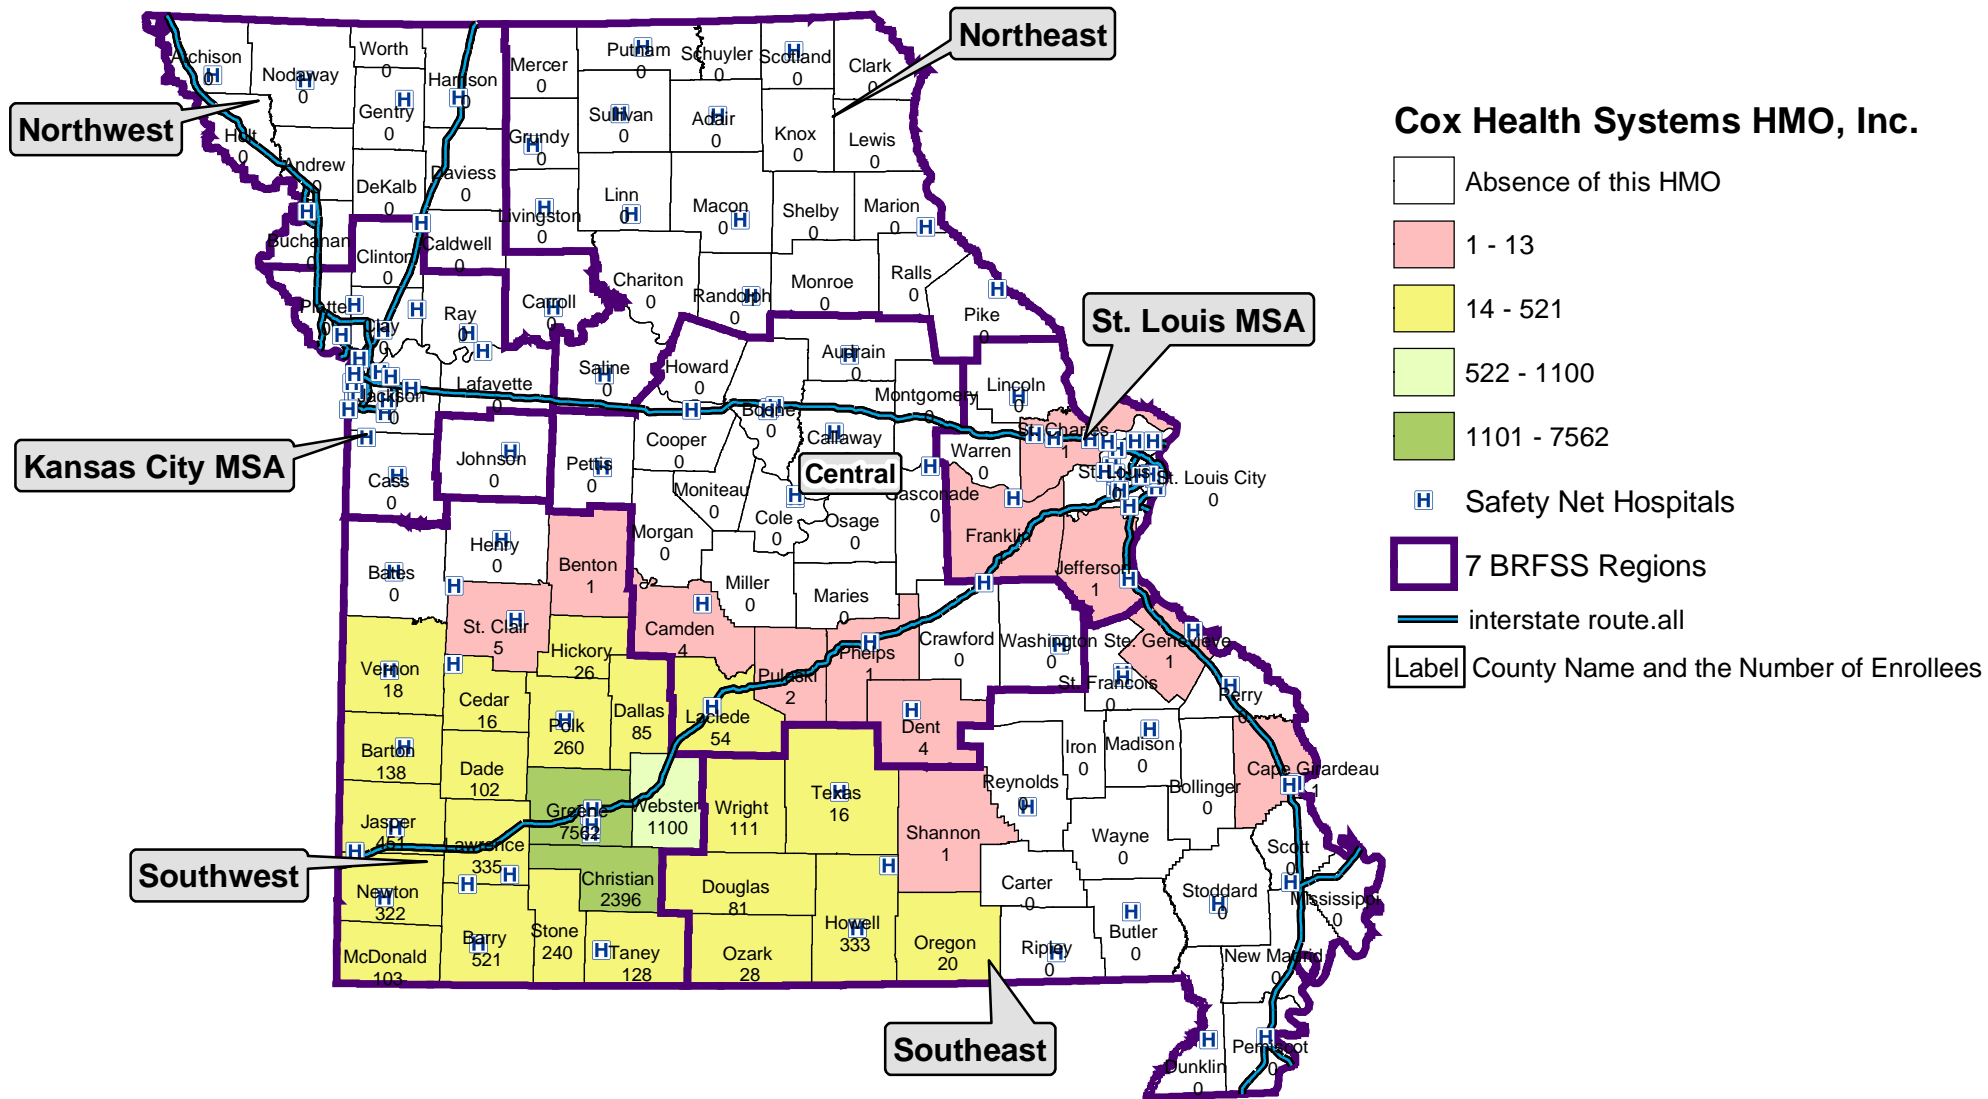 Northeast
Northwest
Atchison
0
Nodaway
0
Worth
0
Harrison
0
Mercer
0
Putnam
0
Schuyler
0
Scotland
0
Clark
0
Holt
0
Gentry
0
Grundy
0
Sullivan
0
Adair
0
Knox
0
Lewis
0
Andrew
0
DeKalb
0
Daviess
0
Livingston
0
Linn
0
Macon
0
Shelby
0
Marion
0
Buchanan
0
Clinton
0
Caldwell
0
Carroll
0
Chariton
0
Randolph
0
Monroe
0
Ralls
0
Pike
0
Platte
0
Clay
0
Ray
0
St. Louis MSA
Jackson
0
Lafayette
0
Saline
0
Howard
0
Boone
0
Audrain
0
Callaway
Montgomery
0
Lincoln
0
Kansas City MSA
Cass
0
Johnson
0
Pettis
0
Cooper
0
Moniteau
0
Central
Cole
0
Osage
0
Gasconade
0
Warren
0
St. Charles
1
St. Louis
St. Louis City
0
Franklin
Jefferson
1
Bates
0
Henry
0
Benton
1
Morgan
0
Miller
0
Maries
0
Camden
4
Pulaski
2
Phelps
1
Crawford
0
Washington
0
Ste. Genevieve
1
St. Francois
0
Perry
0
Vernon
18
St. Clair
5
Hickory
26
Cedar
16
Polk
260
Dallas
85
Laclede
54
Dent
4
Iron
0
Madison
0
Bollinger
0
Cape Girardeau
1
Barton
138
Dade
102
Greene
7562
Webster
1100
Wright
111
Texas
16
Shannon
1
Reynolds
0
Wayne
0
Scott
0
Jasper
451
Lawrence
335
Southwest
Newton
322
Christian
2396
Douglas
81
Howell
333
Carter
0
Stoddard
0
Mississippi
0
McDonald
103
Barry
521
Stone
240
Taney
128
Ozark
28
Oregon
20
Ripley
0
Butler
0
New Madrid
0
Southeast
Dunklin
0
Pemiscot
0
Cox Health Systems HMO, Inc.
Absence of this HMO
1 - 13
14 - 521
522 - 1100
1101 - 7562
H Safety Net Hospitals
7 BRFSS Regions
interstate route.all
Label County Name and the Number of Enrollees